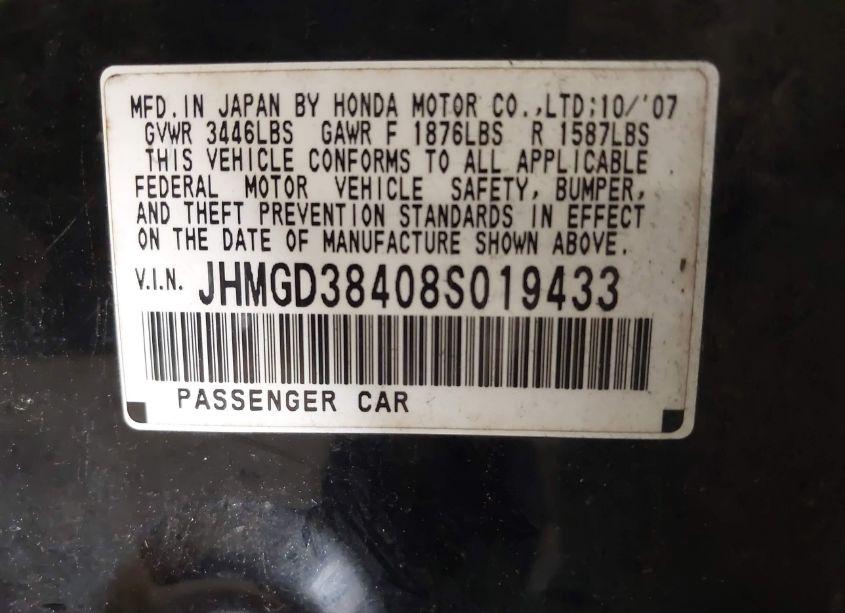 MFD.IN JAPAN BY HONDA MOTOR CO.,LTD;10/'07
GVWR 3446LBS GAWR F 1876LBS R 1587LBS
THIS VEHICLE CONFORMS TO ALL APPLICABLE
FEDERAL MOTOR VEHICLE SAFETY, BUMPER,
AND THEFT PREVENTION STANDARDS IN EFFECT
ON THE DATE OF MANUFACTURE SHOWN ABOVE.
V.I.N. JHMGD38408S019433
PASSENGER CAR